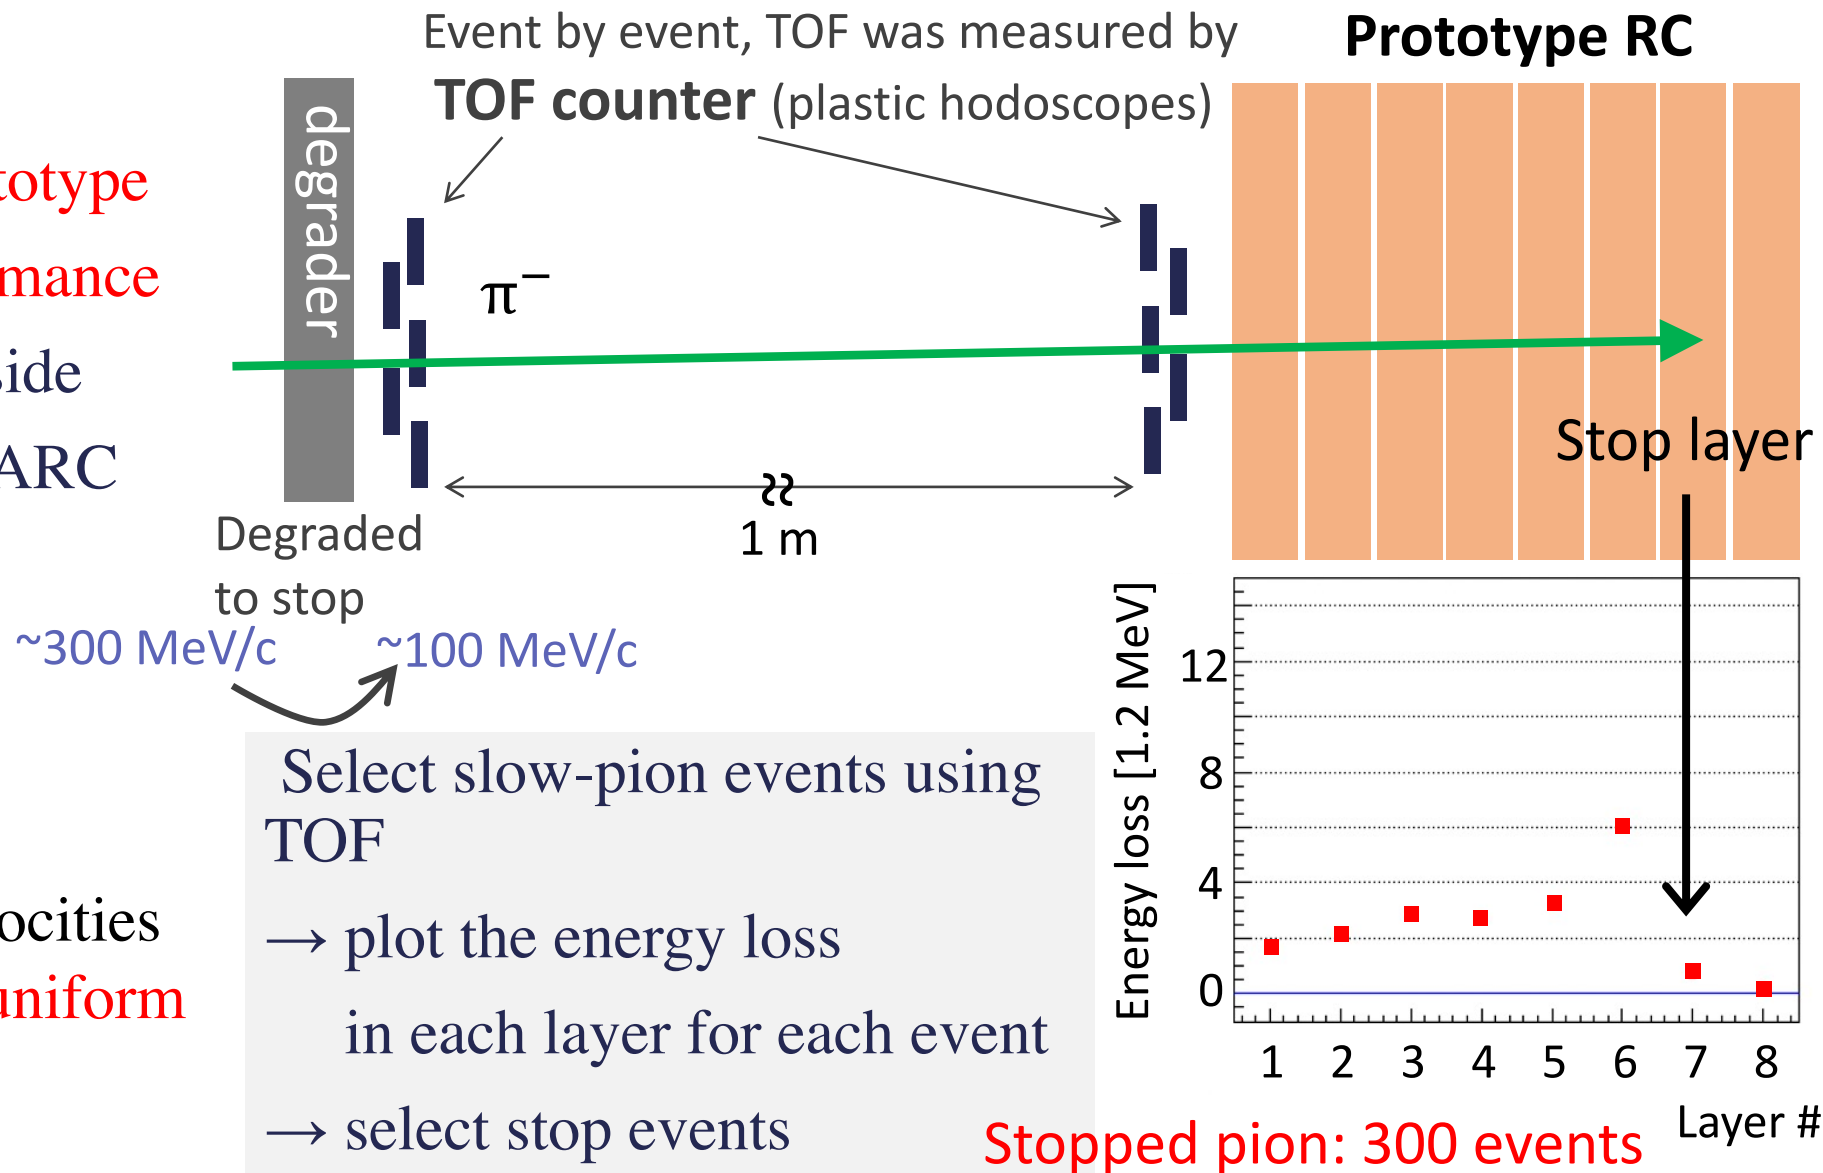 Event by event, TOF was measured by
TOF counter (plastic hodoscopes)
Prototype RC
degrader
totype
mance
side
ARC
π⁻
Stop layer
1 m
Degraded
to stop
~300 MeV/c
~100 MeV/c
Select slow-pion events using
TOF
→ plot the energy loss
in each layer for each event
→ select stop events
ocities
uniform
Energy loss [1.2 MeV]
12
8
4
0
1 2 3 4 5 6 7 8
Layer #
Stopped pion: 300 events